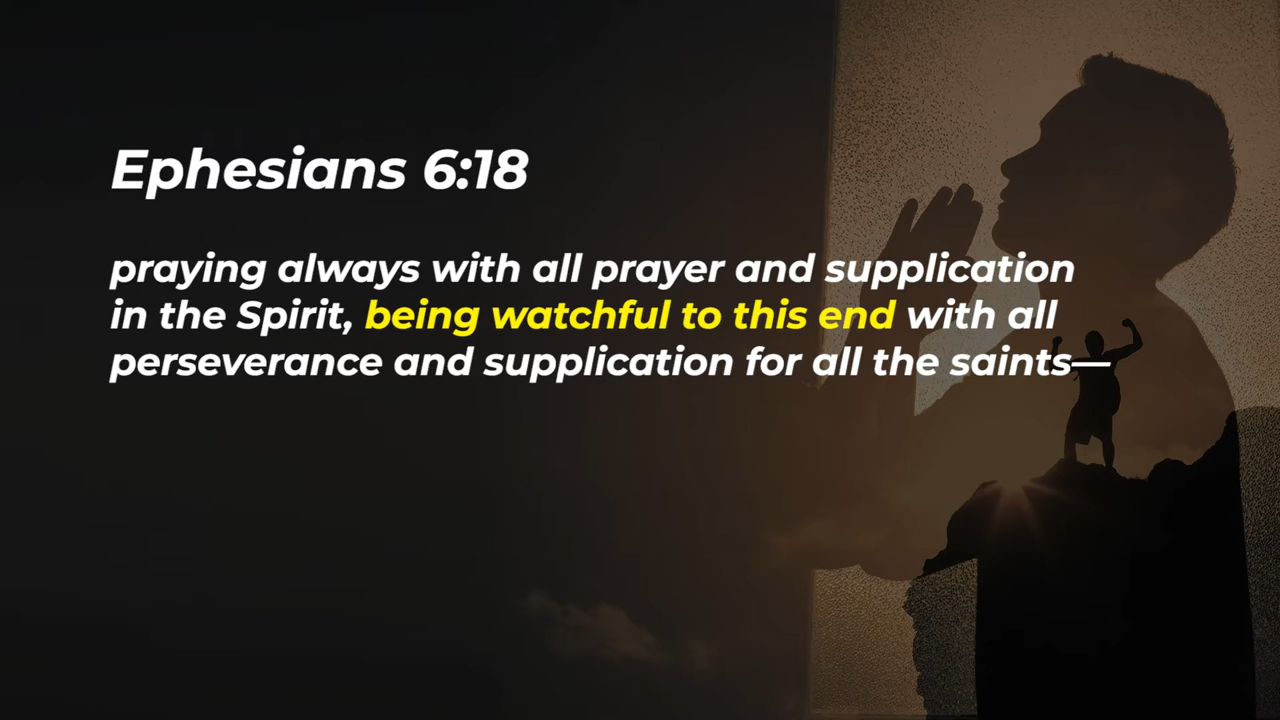 Ephesians 6:18
praying always with all prayer and supplication
in the Spirit, being watchful to this end with all
perseverance and supplication for all the saints—